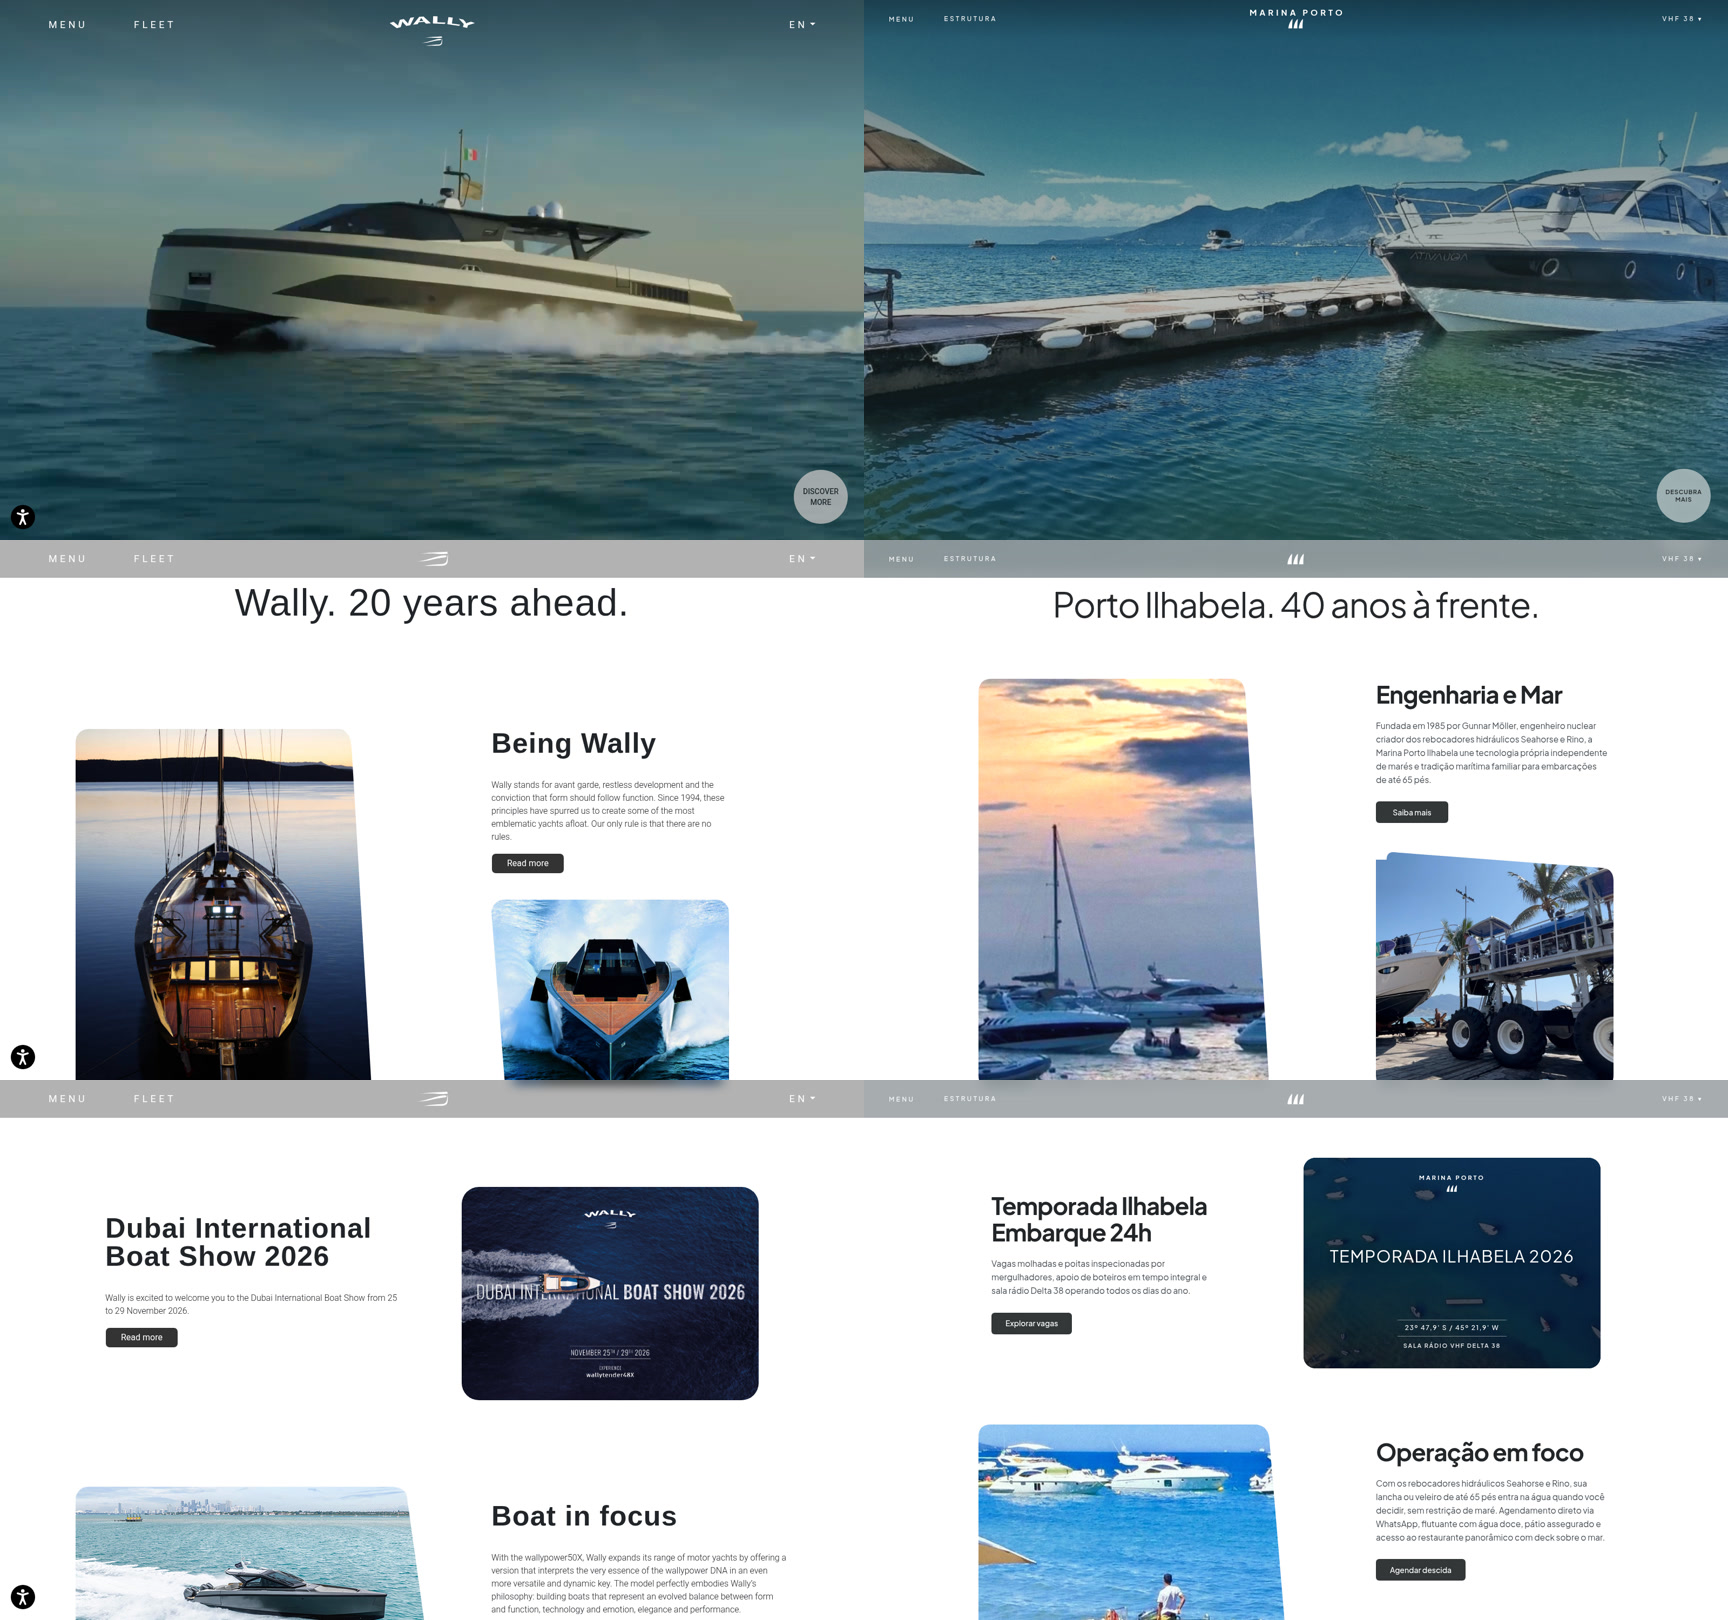 MENU
FLEET
WALLY
EN
DISCOVER
MORE
MENU
FLEET
EN
Wally. 20 years ahead.
Being Wally
Wally stands for avant garde, restless development and the
conviction that form should follow function. Since 1994, these
principles have spurred us to create some of the most
emblematic yachts afloat. Our only rule is that there are no
rules.
Read more
MENU
FLEET
EN
Dubai International
Boat Show 2026
Wally is excited to welcome you to the Dubai International Boat Show from 25
to 29 November 2026.
Read more
WALLY
DUBAI INTERNATIONAL BOAT SHOW 2026
NOVEMBER 25TH / 29TH 2026
EXPERIENCE
wallytender48X
Boat in focus
With the wallypower50X, Wally expands its range of motor yachts by offering a
version that interprets the very essence of the wallypower DNA in an even
more versatile and dynamic key. The model perfectly embodies Wally's
philosophy: building boats that represent an evolved balance between form
and function, technology and emotion, elegance and performance.
MENU
ESTRUTURA
MARINA PORTO
VHF 38 ▾
DESCUBRA
MAIS
MENU
ESTRUTURA
VHF 38 ▾
Porto Ilhabela. 40 anos à frente.
Engenharia e Mar
Fundada em 1985 por Gunnar Möller, engenheiro nuclear
criador dos rebocadores hidráulicos Seahorse e Rino, a
Marina Porto Ilhabela une tecnologia própria independente
de marés e tradição marítima familiar para embarcações
de até 65 pés.
Saiba mais
MENU
ESTRUTURA
VHF 38 ▾
Temporada Ilhabela
Embarque 24h
Vagas molhadas e poitas inspecionadas por
mergulhadores, apoio de boteiros em tempo integral e
sala rádio Delta 38 operando todos os dias do ano.
Explorar vagas
MARINA PORTO
TEMPORADA ILHABELA 2026
23º 47,9' S / 45º 21,9' W
SALA RÁDIO VHF DELTA 38
Operação em foco
Com os rebocadores hidráulicos Seahorse e Rino, sua
lancha ou veleiro de até 65 pés entra na água quando você
decidir, sem restrição de maré. Agendamento direto via
WhatsApp, flutuante com água doce, pátio assegurado e
acesso ao restaurante panorâmico com deck sobre o mar.
Agendar descida